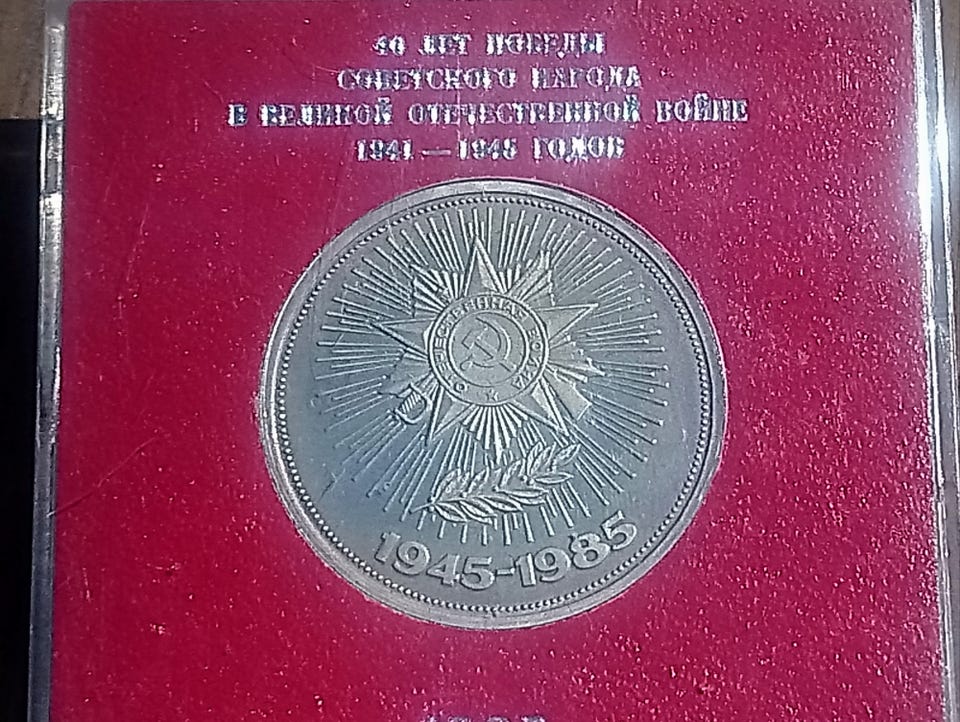 40 ЛЕТ ПОБЕДЫ
СОВЕТСКОГО НАРОДА
В ВЕЛИКОЙ ОТЕЧЕСТВЕННОЙ ВОЙНЕ
1941 — 1945 ГОДОВ
ОТЕЧЕСТВЕННАЯ ВОЙНА
1945-1985